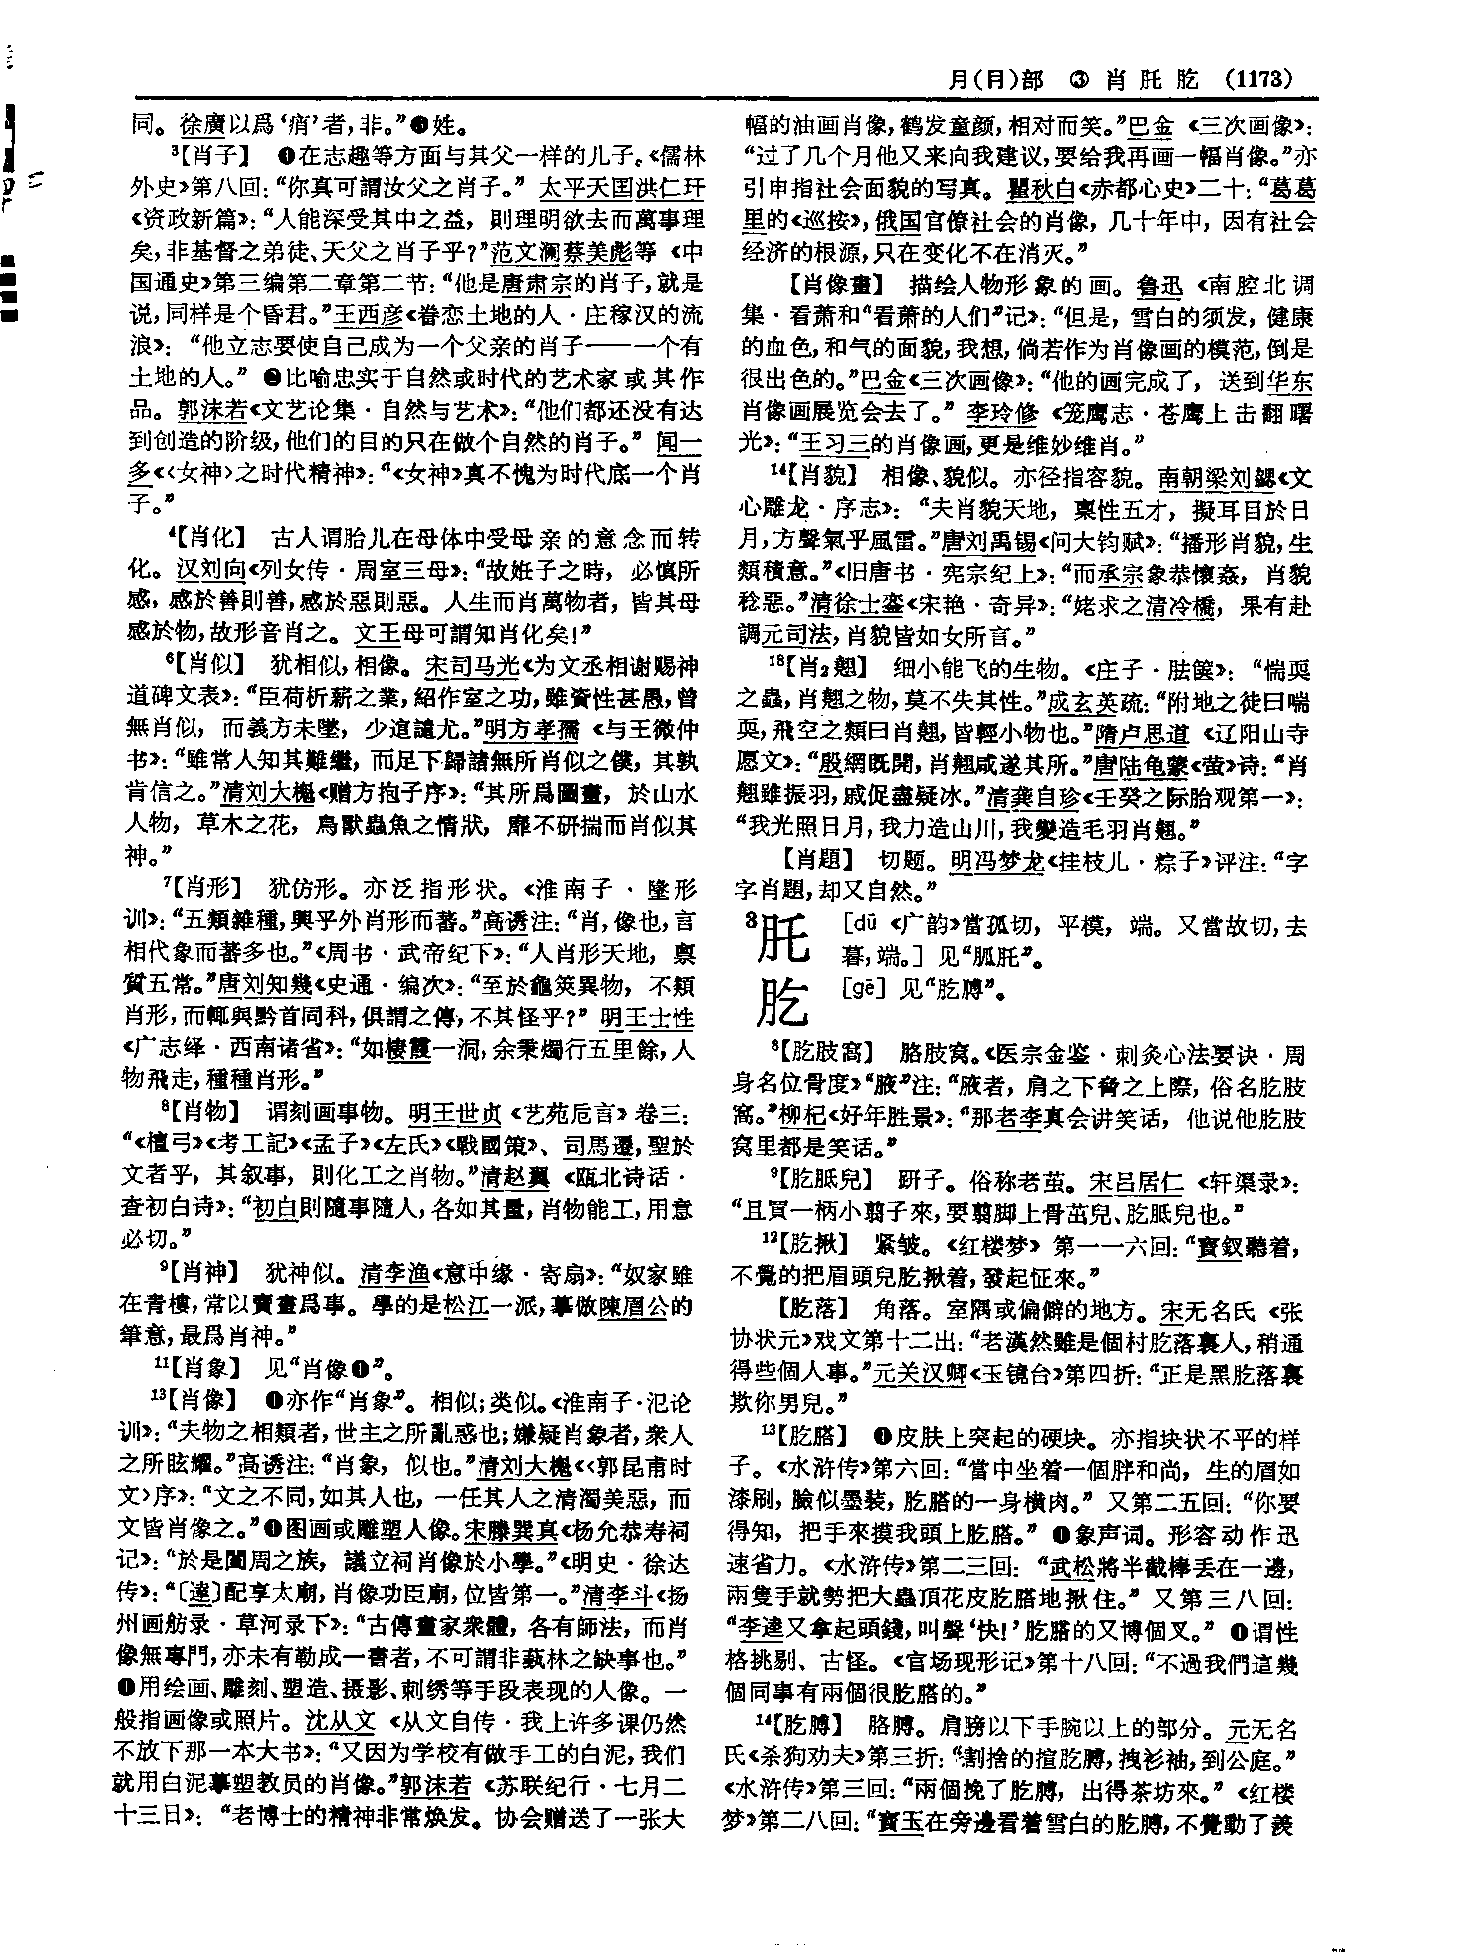 月(⺼)部 ③ 肖 肚 肐 (1173)
同。徐廣以爲‘痟’者，非。”❸姓。
³【肖子】 ❶在志趣等方面与其父一样的儿子。《儒林
外史》第八回：“你真可謂汝父之肖子。” 太平天国洪仁玕
《资政新篇》：“人能深受其中之益，則理明欲去而萬事理
矣，非基督之弟徒、天父之肖子乎？”范文澜蔡美彪等《中
国通史》第三编第二章第二节：“他是唐肃宗的肖子，就是
说，同样是个昏君。”王西彦《眷恋土地的人·庄稼汉的流
浪》：“他立志要使自己成为一个父亲的肖子——一个有
土地的人。” ❷比喻忠实于自然或时代的艺术家或其作
品。郭沫若《文艺论集·自然与艺术》：“他们都还没有达
到创造的阶级，他们的目的只在做个自然的肖子。” 闻一
多《〈女神〉之时代精神》：“《女神》真不愧为时代底一个肖
子。”
⁴【肖化】 古人谓胎儿在母体中受母亲的意念而转
化。汉刘向《列女传·周室三母》：“故姙子之時，必慎所
感，感於善則善，感於惡則惡。人生而肖萬物者，皆其母
感於物，故形音肖之。文王母可謂知肖化矣！”
⁶【肖似】 犹相似，相像。宋司马光《为文丞相谢赐神
道碑文表》：“臣荷析薪之業，紹作室之功，雖資性甚愚，曾
無肖似，而義方未墜，少逭譴尤。”明方孝孺《与王微仲
书》：“雖常人知其難繼，而足下歸諸無所肖似之僕，其孰
肯信之。”清刘大櫆《赠方抱子序》：“其所爲圖畫，於山水
人物，草木之花，鳥獸蟲魚之情狀，靡不研揣而肖似其
神。”
⁷【肖形】 犹仿形。亦泛指形状。《淮南子·墬形
训》：“五類雜種，興乎外肖形而蕃。”高诱注：“肖，像也，言
相代象而蕃多也。”《周书·武帝纪下》：“人肖形天地，禀
質五常。”唐刘知幾《史通·编次》：“至於龜筴異物，不類
肖形，而輒與黔首同科，俱謂之傳，不其怪乎？” 明王士性
《广志绎·西南诸省》：“如棲霞一洞，余秉燭行五里餘，人
物飛走，種種肖形。”
⁸【肖物】 谓刻画事物。明王世贞《艺苑卮言》卷三：
“《檀弓》《考工記》《孟子》《左氏》《戰國策》、司馬遷，聖於
文者乎，其叙事，則化工之肖物。”清赵翼《瓯北诗话·
查初白诗》：“初白則隨事隨人，各如其量，肖物能工，用意
必切。”
⁹【肖神】 犹神似。清李渔《意中缘·寄扇》：“奴家雖
在青樓，常以賣畫爲事。學的是松江一派，摹倣陳眉公的
筆意，最爲肖神。”
¹¹【肖象】 见“肖像❶”。
¹³【肖像】 ❶亦作“肖象”。相似；类似。《淮南子·氾论
训》：“夫物之相類者，世主之所亂惑也；嫌疑肖象者，衆人
之所眩耀。”高诱注：“肖象，似也。”清刘大櫆《〈郭昆甫时
文〉序》：“文之不同，如其人也，一任其人之清濁美惡，而
文皆肖像之。”❷图画或雕塑人像。宋滕巽真《杨允恭寿祠
记》：“於是闔周之族，議立祠肖像於小學。”《明史·徐达
传》：“〔達〕配享太廟，肖像功臣廟，位皆第一。”清李斗《扬
州画舫录·草河录下》：“古傳畫家衆體，各有師法，而肖
像無專門，亦未有勒成一書者，不可謂非藝林之缺事也。”
❸用绘画、雕刻、塑造、摄影、刺绣等手段表现的人像。一
般指画像或照片。沈从文《从文自传·我上许多课仍然
不放下那一本大书》：“又因为学校有做手工的白泥，我们
就用白泥摹塑教员的肖像。”郭沫若《苏联纪行·七月二
十三日》：“老博士的精神非常焕发。协会赠送了一张大
幅的油画肖像，鹤发童颜，相对而笑。”巴金《三次画像》：
“过了几个月他又来向我建议，要给我再画一幅肖像。”亦
引申指社会面貌的写真。瞿秋白《赤都心史》二十：“葛葛
里的《巡按》，俄国官僚社会的肖像，几十年中，因有社会
经济的根源，只在变化不在消灭。”
【肖像畫】 描绘人物形象的画。鲁迅《南腔北调
集·看萧和“看萧的人们”记》：“但是，雪白的须发，健康
的血色，和气的面貌，我想，倘若作为肖像画的模范，倒是
很出色的。”巴金《三次画像》：“他的画完成了，送到华东
肖像画展览会去了。” 李玲修《笼鹰志·苍鹰上击翻曙
光》：“王习三的肖像画，更是维妙维肖。”
¹⁴【肖貌】 相像、貌似。亦径指容貌。南朝梁刘勰《文
心雕龙·序志》：“夫肖貌天地，禀性五才，擬耳目於日
月，方聲氣乎風雷。”唐刘禹锡《问大钧赋》：“播形肖貌，生
類積意。”《旧唐书·宪宗纪上》：“而承宗象恭懷姦，肖貌
稔惡。”清徐士銮《宋艳·奇异》：“姥求之清冷橋，果有赴
調元司法，肖貌皆如女所言。”
¹⁸【肖₂翹】 细小能飞的生物。《庄子·胠箧》：“惴耎
之蟲，肖翹之物，莫不失其性。”成玄英疏：“附地之徒曰喘
耎，飛空之類曰肖翹，皆輕小物也。”隋卢思道《辽阳山寺
愿文》：“殷網既開，肖翹咸遂其所。”唐陆龟蒙《萤》诗：“肖
翹雖振羽，戚促盡疑冰。”清龚自珍《壬癸之际胎观第一》：
“我光照日月，我力造山川，我變造毛羽肖翹。”
【肖題】 切题。明冯梦龙《挂枝儿·粽子》评注：“字
字肖題，却又自然。”
³肚 [dū 《广韵》當孤切，平模，端。又當故切，去
暮，端。] 见“胍肚”。
肐 [gē] 见“肐膊”。
⁸【肐肢窩】 胳肢窝。《医宗金鉴·刺灸心法要诀·周
身名位骨度》“腋”注：“腋者，肩之下脅之上際，俗名肐肢
窩。”柳杞《好年胜景》：“那老李真会讲笑话，他说他肐肢
窝里都是笑话。”
⁹【肐胝兒】 趼子。俗称老茧。宋吕居仁《轩渠录》：
“且買一柄小翦子來，要翦脚上骨茁兒、肐胝兒也。”
¹²【肐揪】 紧皱。《红楼梦》第一一六回：“寶釵聽着，
不覺的把眉頭兒肐揪着，發起怔來。”
【肐落】 角落。室隅或偏僻的地方。宋无名氏《张
协状元》戏文第十二出：“老漢然雖是個村肐落裏人，稍通
得些個人事。”元关汉卿《玉镜台》第四折：“正是黑肐落裏
欺你男兒。”
¹³【肐瘩】 ❶皮肤上突起的硬块。亦指块状不平的样
子。《水浒传》第六回：“當中坐着一個胖和尚，生的眉如
漆刷，臉似墨装，肐瘩的一身横肉。” 又第二五回：“你要
得知，把手來摸我頭上肐瘩。” ❷象声词。形容动作迅
速省力。《水浒传》第二三回：“武松將半截棒丢在一邊，
兩隻手就勢把大蟲頂花皮肐瘩地揪住。” 又第三八回：
“李逵又拿起頭錢，叫聲‘快！’肐瘩的又博個叉。” ❸谓性
格挑剔、古怪。《官场现形记》第十八回：“不過我們這幾
個同事有兩個很肐瘩的。”
¹⁴【肐膊】 胳膊。肩膀以下手腕以上的部分。元无名
氏《杀狗劝夫》第三折：“割捨的揎肐膊，拽衫袖，到公庭。”
《水浒传》第三回：“兩個挽了肐膊，出得茶坊來。”《红楼
梦》第二八回：“寶玉在旁邊看着雪白的肐膊，不覺動了羡